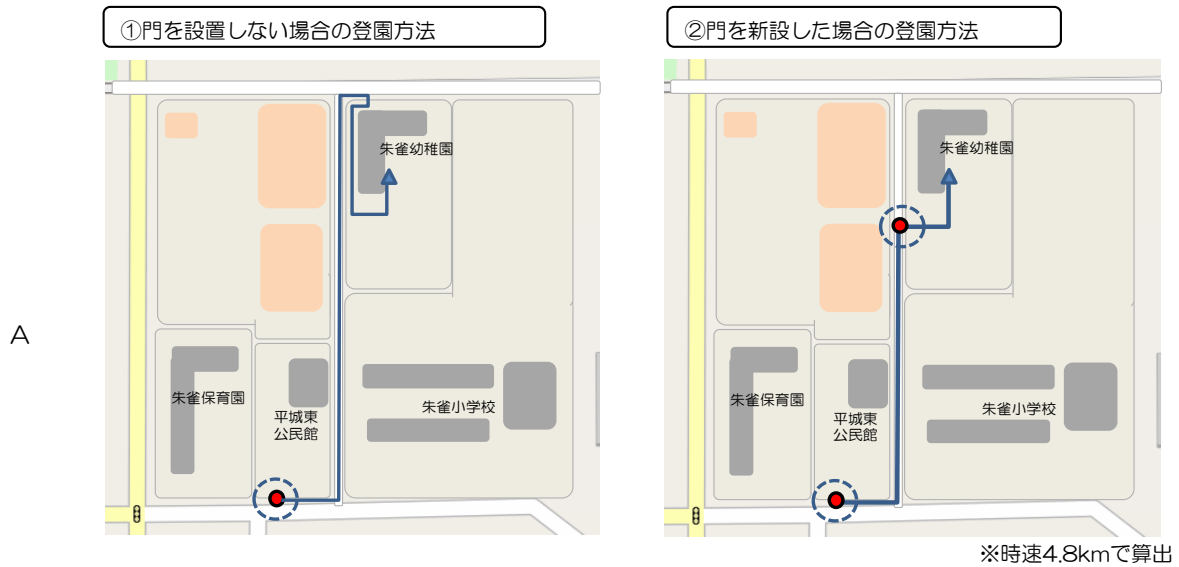 ①門を設置しない場合の登園方法
②門を新設した場合の登園方法
朱雀幼稚園
朱雀保育園
平城東
公民館
朱雀小学校
朱雀幼稚園
朱雀保育園
平城東
公民館
朱雀小学校
A
※時速4.8kmで算出